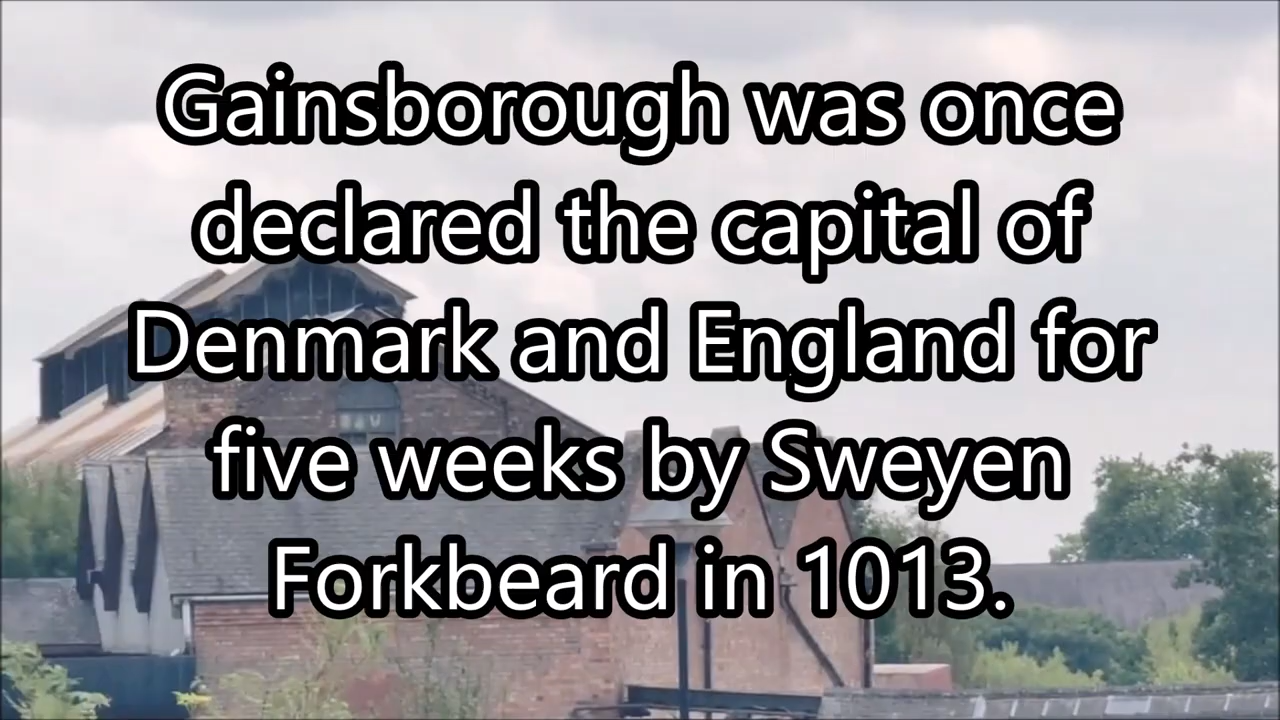 Gainsborough was once
declared the capital of
Denmark and England for
five weeks by Sweyen
Forkbeard in 1013.